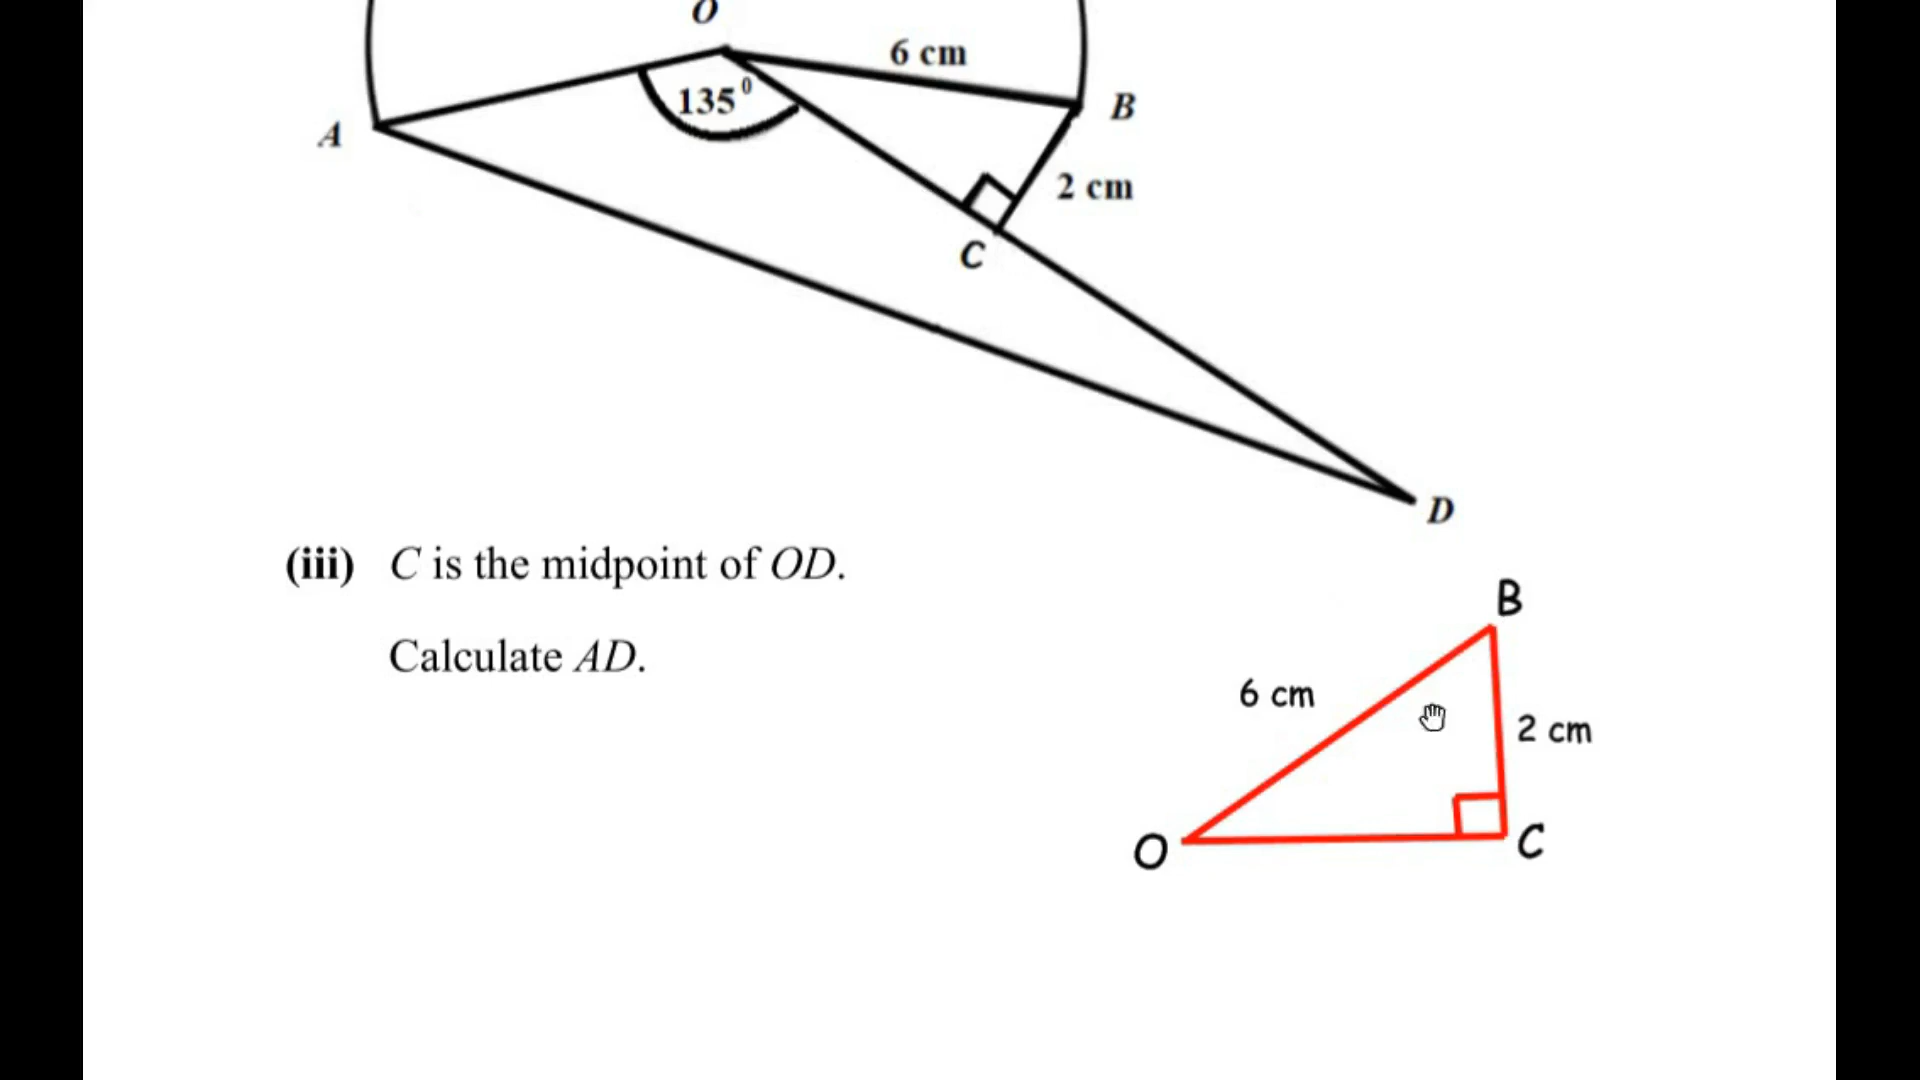 O
6 cm
135⁰
A
B
2 cm
C
D
(iii) C is the midpoint of OD.
Calculate AD.
B
6 cm
2 cm
O
C